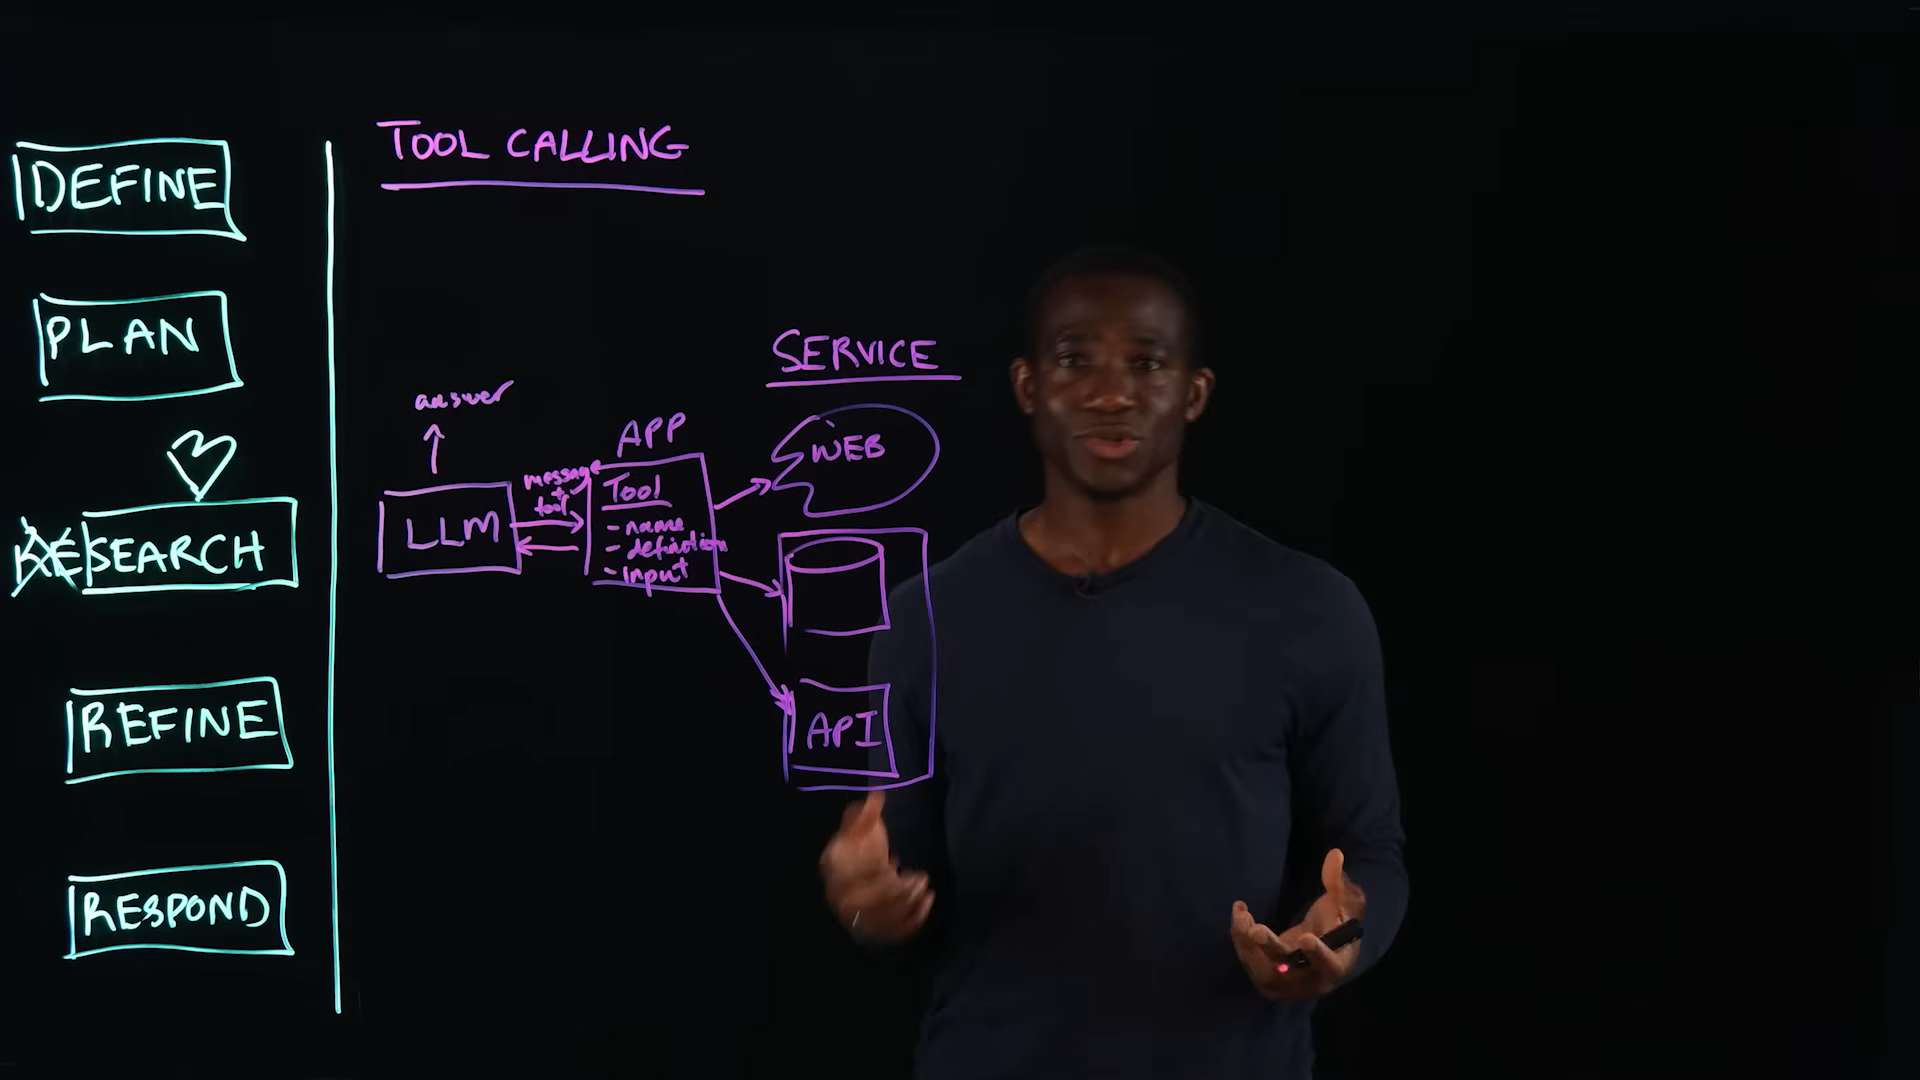 DEFINE
PLAN
RESEARCH
REFINE
RESPOND
TOOL CALLING
answer
LLM
message
+
tool
APP
Tool
- name
- definition
- input
SERVICE
WEB
API